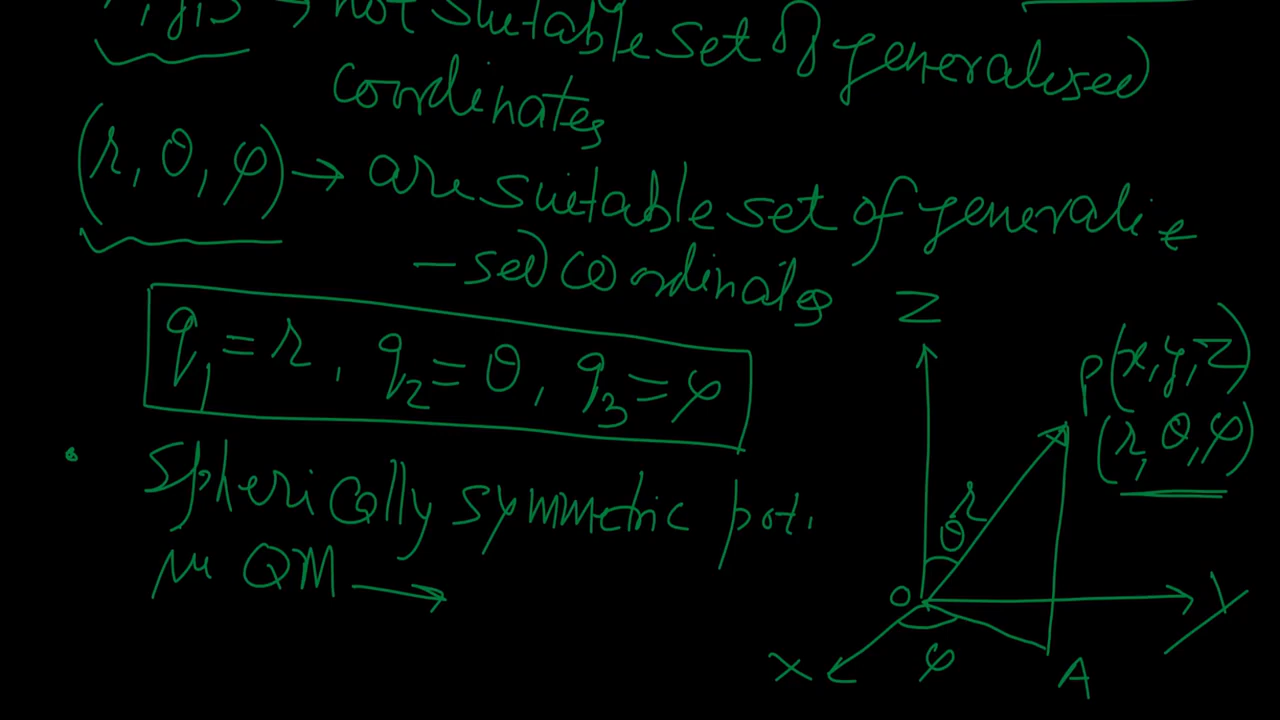 → not suitable set of generalised
coordinates
(r, θ, φ) → are suitable set of generali
-sed coordinates
q₁ = r, q₂ = θ, q₃ = φ
• Spherically symmetric pot.
in QM →
Z
P(x, y, z)
(r, θ, φ)
r
θ
O
Y
X
φ
A